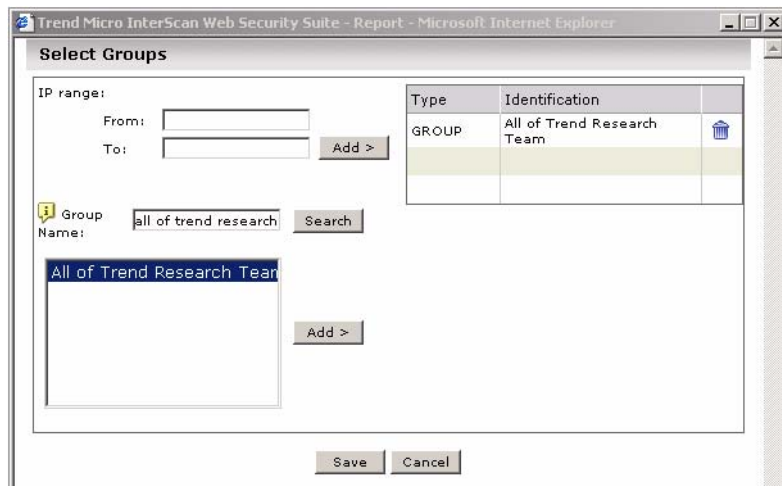 Trend Micro InterScan Web Security Suite - Report - Microsoft Internet Explorer
Select Groups
IP range:
From:
To:
Add >
Group
Name:
all of trend research
Search
All of Trend Research Tean
Add >
Type
Identification
GROUP
All of Trend Research
Team
Save
Cancel